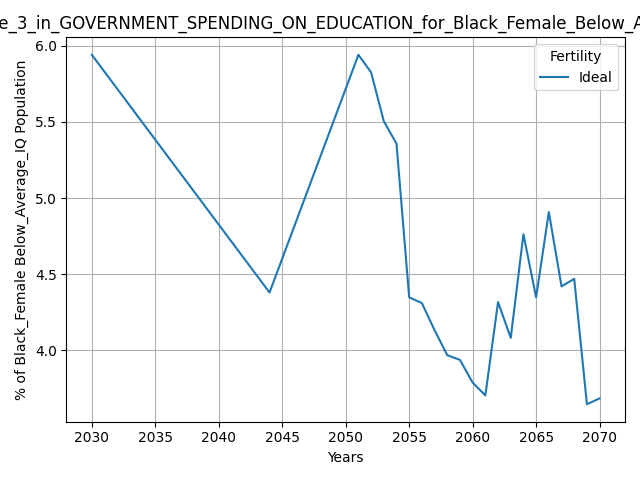 e_3_in_GOVERNMENT_SPENDING_ON_EDUCATION_for_Black_Female_Below_A
Fertility
Ideal
% of Black_Female Below_Average_IQ Population
6.0
5.5
5.0
4.5
4.0
2030 2035 2040 2045 2050 2055 2060 2065 2070
Years